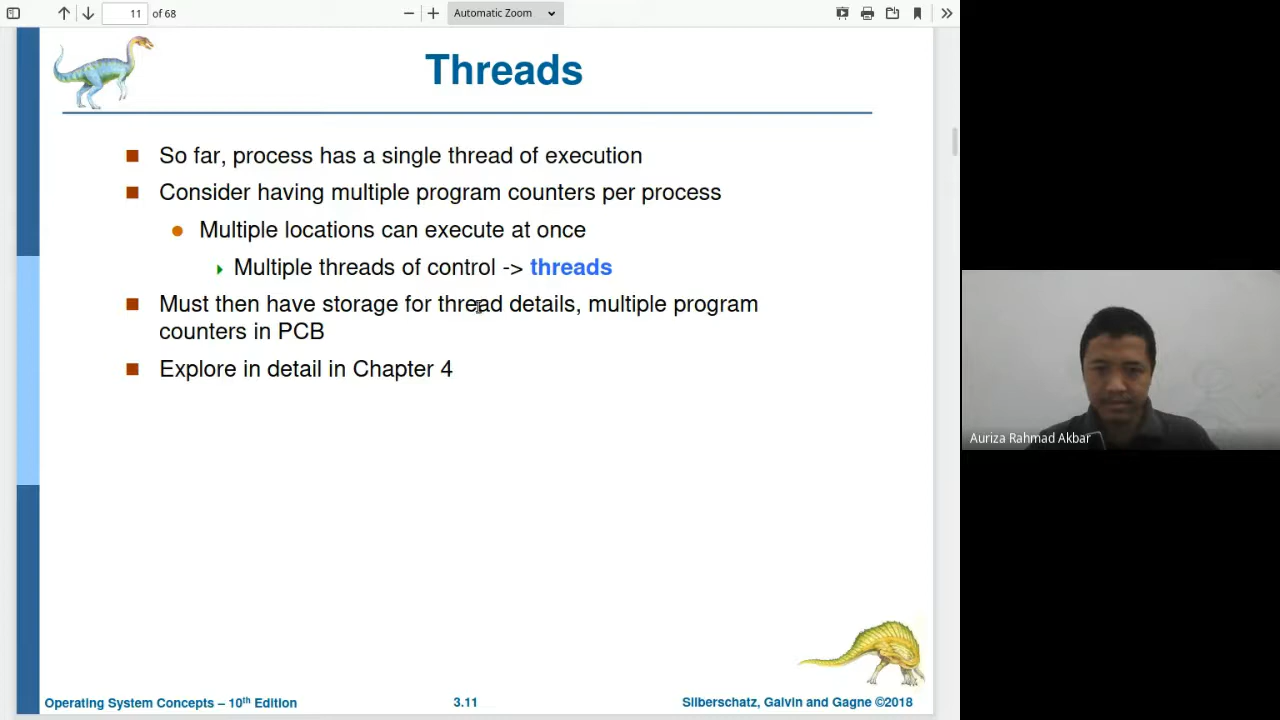 11 of 68
Automatic Zoom
Threads
So far, process has a single thread of execution
Consider having multiple program counters per process
Multiple locations can execute at once
Multiple threads of control -> threads
Must then have storage for thread details, multiple program
counters in PCB
Explore in detail in Chapter 4
Auriza Rahmad Akbar
Operating System Concepts – 10th Edition
3.11
Silberschatz, Galvin and Gagne ©2018